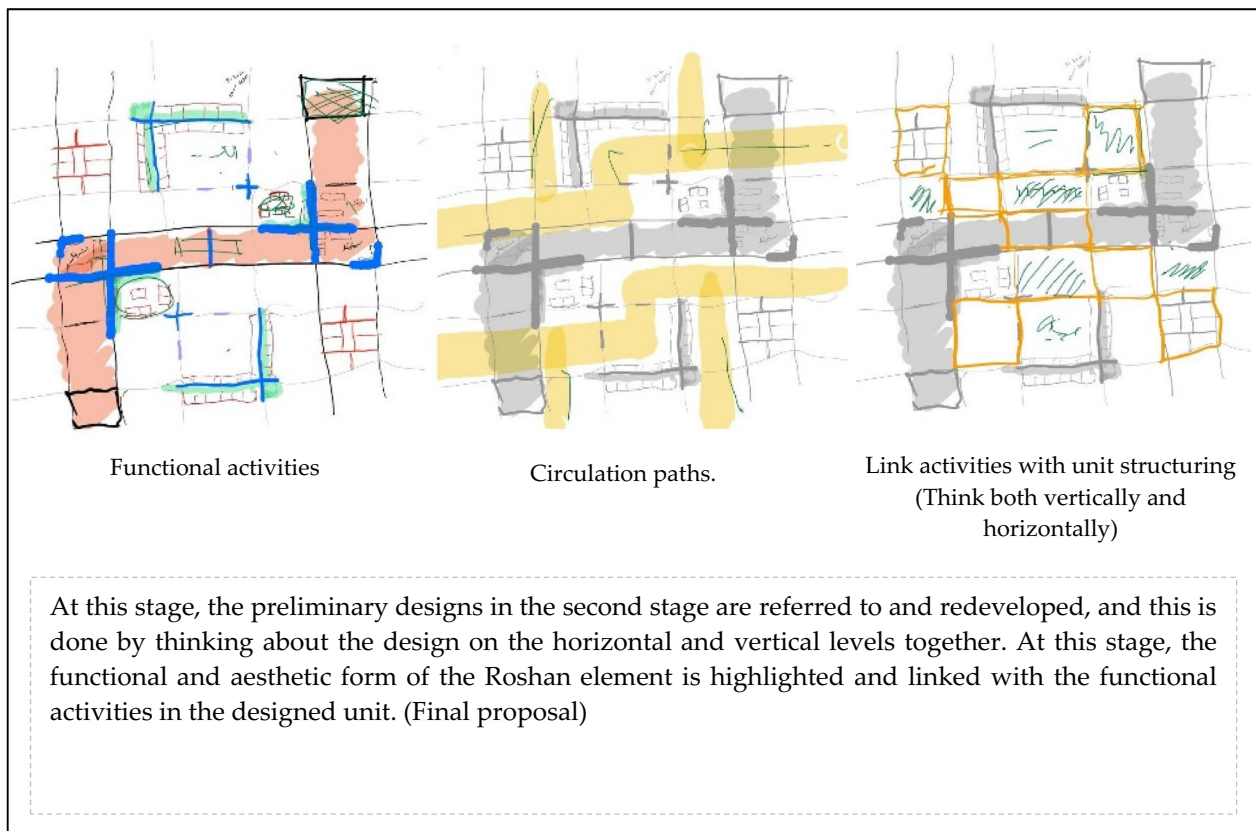 Functional activities
Circulation paths.
Link activities with unit structuring
(Think both vertically and
horizontally)
At this stage, the preliminary designs in the second stage are referred to and redeveloped, and this is
done by thinking about the design on the horizontal and vertical levels together. At this stage, the
functional and aesthetic form of the Roshan element is highlighted and linked with the functional
activities in the designed unit. (Final proposal)